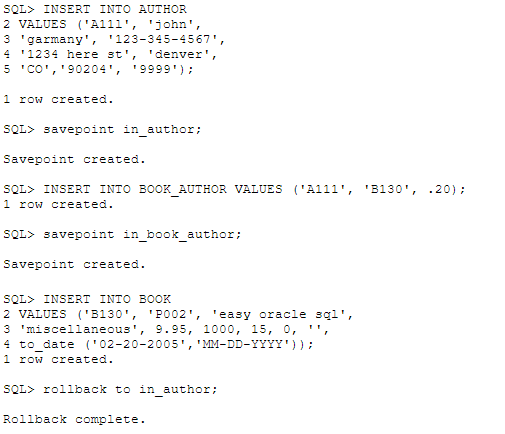 SQL> INSERT INTO AUTHOR
2 VALUES ('A111', 'john',
3 'garmany', '123-345-4567',
4 '1234 here st', 'denver',
5 'CO','90204', '9999');
1 row created.
SQL> savepoint in_author;
Savepoint created.
SQL> INSERT INTO BOOK_AUTHOR VALUES ('A111', 'B130', .20);
1 row created.
SQL> savepoint in_book_author;
Savepoint created.
SQL> INSERT INTO BOOK
2 VALUES ('B130', 'P002', 'easy oracle sql',
3 'miscellaneous', 9.95, 1000, 15, 0, '',
4 to_date ('02-20-2005','MM-DD-YYYY'));
1 row created.
SQL> rollback to in_author;
Rollback complete.